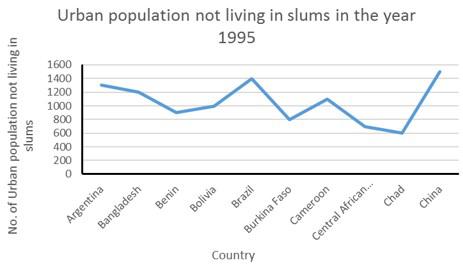 Urban population not living in slums in the year
1995
No. of Urban population not living in
slums
1600
1400
1200
1000
800
600
400
200
0
Argentina
Bangladesh
Benin
Bolivia
Brazil
Burkina Faso
Cameroon
Central African...
Chad
China
Country